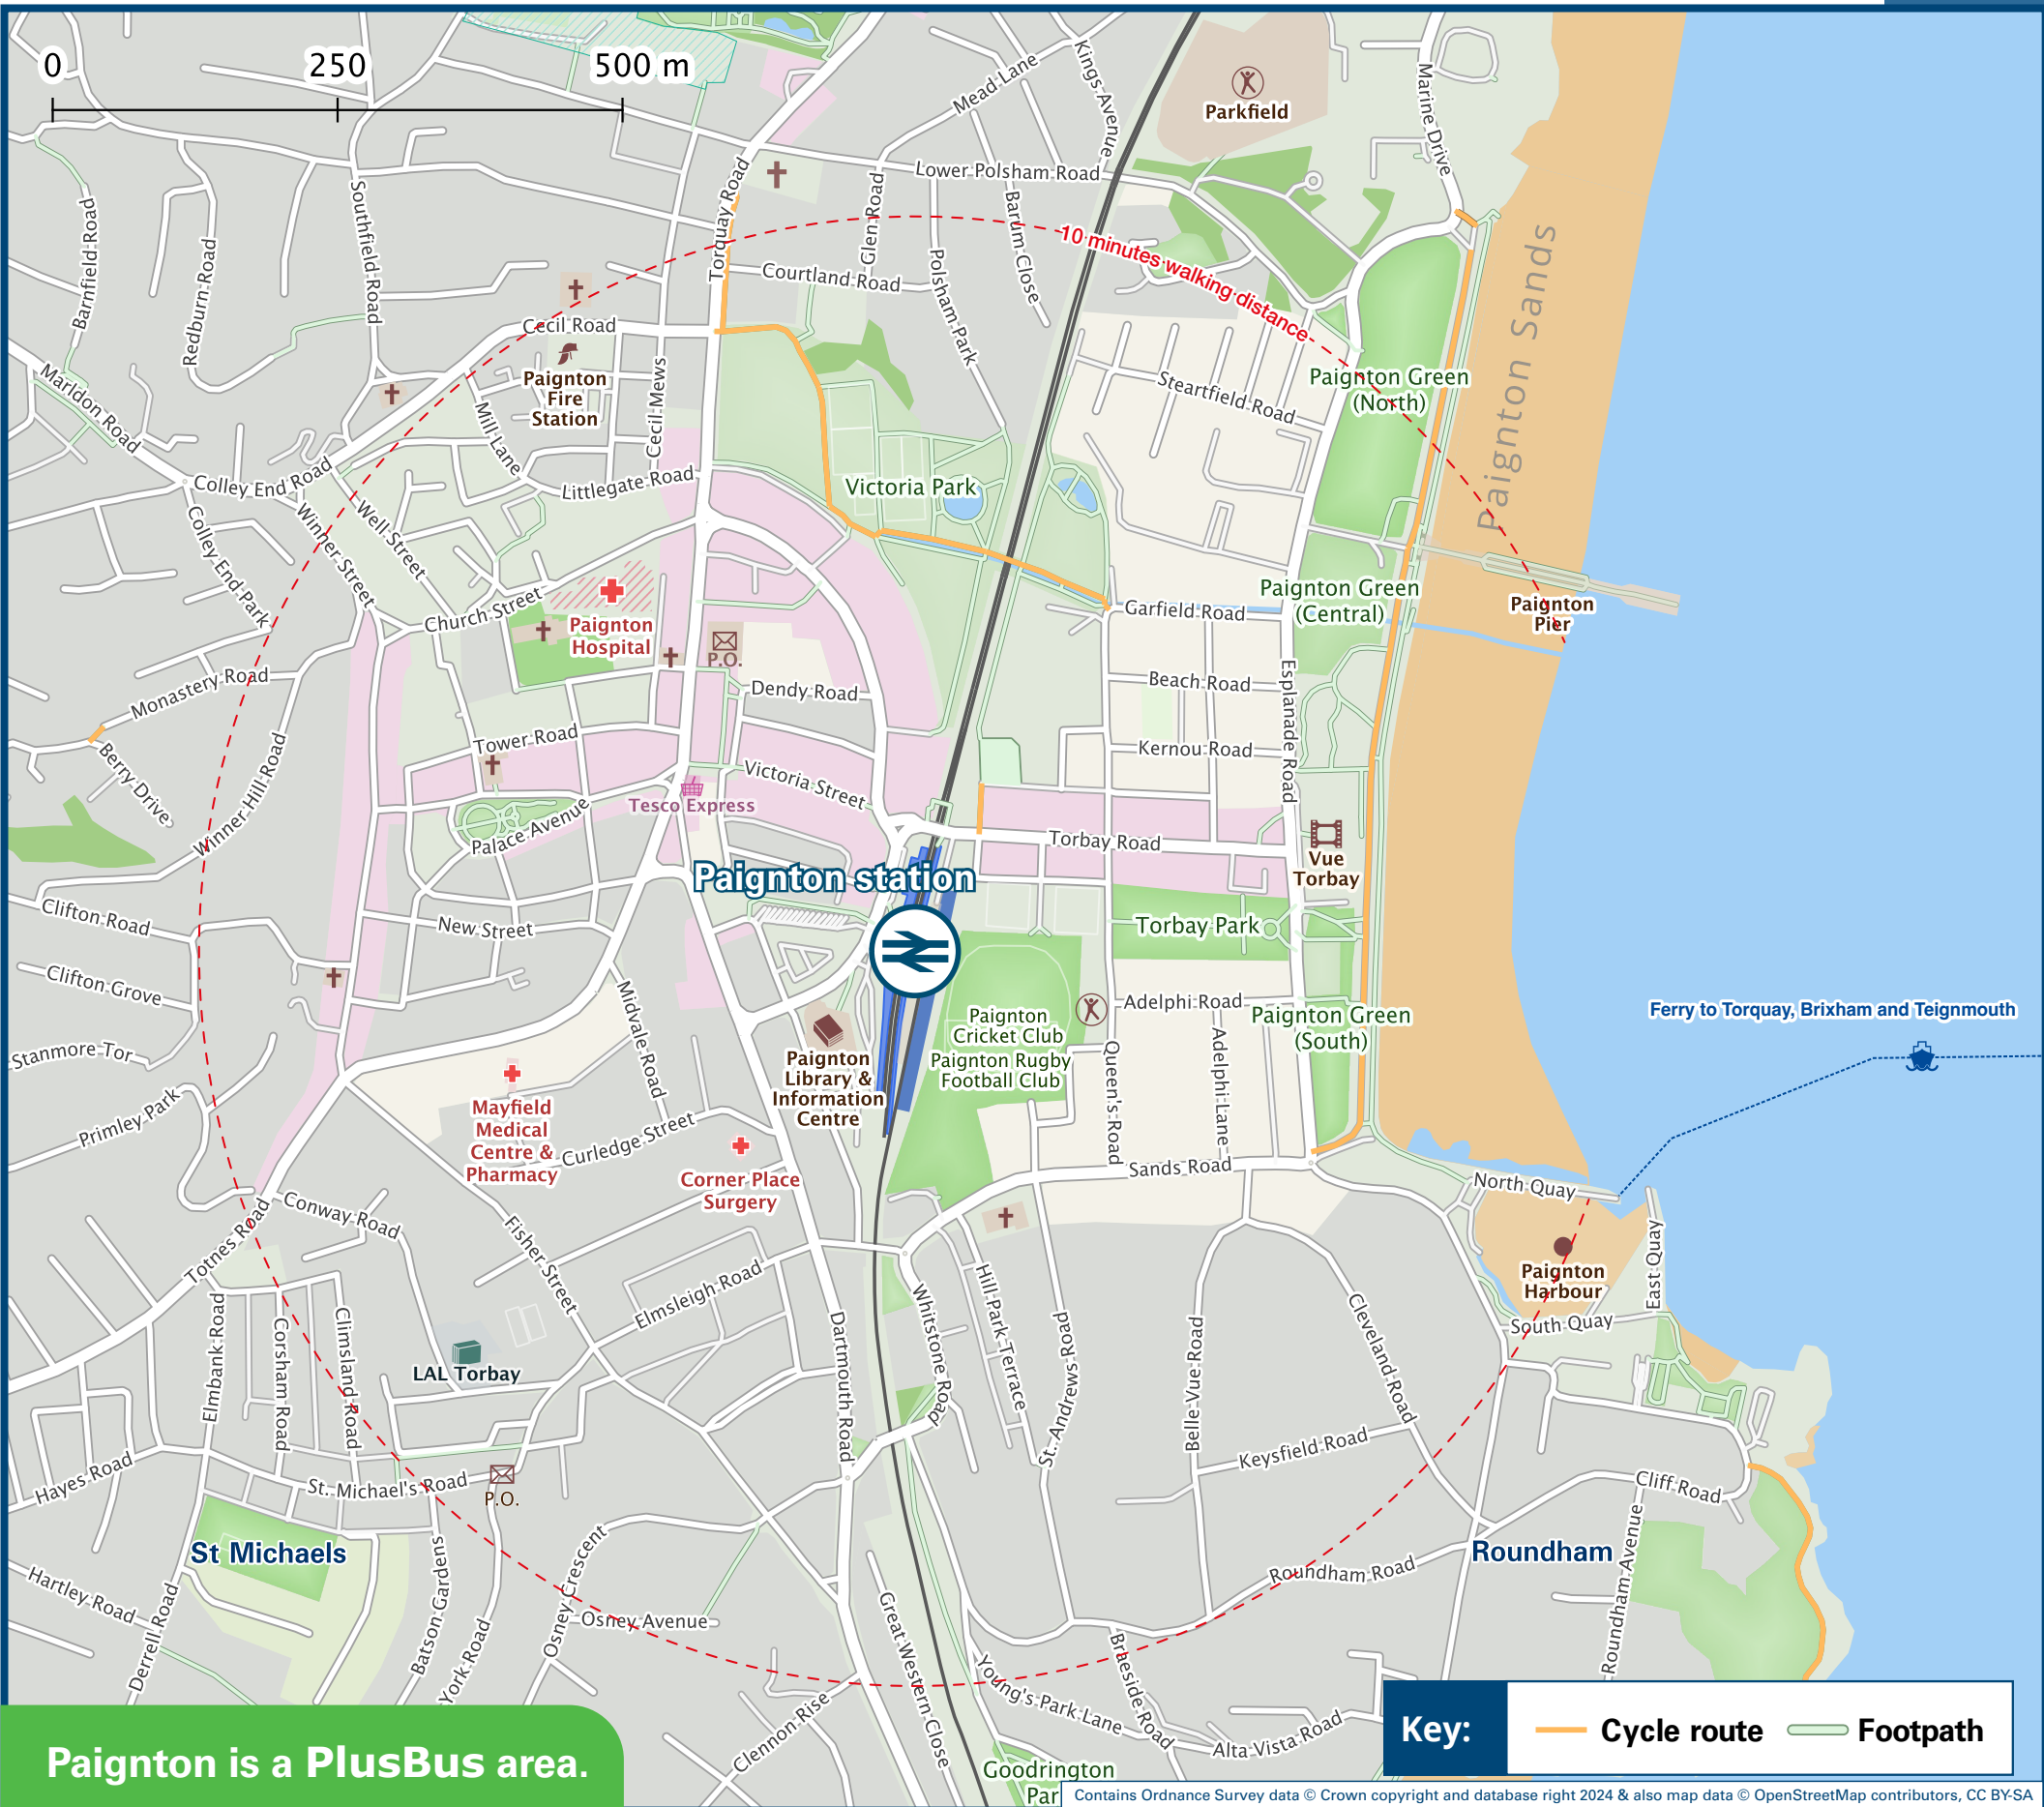 0 250 500 m
Kings Avenue
Mead Lane
Parkfield
Marine Drive
Torquay Road
Lower Polsham Road
Barnfield Road
Redburn Road
Southfield Road
Glen Road
Barum Close
Courtland Road
Polsham Park
10 minutes walking distance
Paignton Sands
Cecil Road
Paignton
Fire
Station
Cecil Mews
Mill Lane
Steartfield Road
Paignton Green
(North)
Marldon Road
Colley End Road
Littlegate Road
Victoria Park
Winner Street
Well Street
Colley End Park
Church Street
Paignton
Hospital
P.O.
Garfield Road
Paignton Green
(Central)
Paignton
Pier
Monastery Road
Dendy Road
Beach Road
Esplanade Road
Berry Drive
Winner Hill Road
Tower Road
Victoria Street
Kernou Road
Tesco Express
Palace Avenue
Torbay Road
Vue
Torbay
Paignton station
Clifton Road
New Street
Torbay Park
Clifton Grove
Midvale Road
Adelphi Road
Paignton
Cricket Club
Paignton Rugby
Football Club
Paignton Green
(South)
Ferry to Torquay, Brixham and Teignmouth
Stanmore Tor
Paignton
Library &
Information
Centre
Queen's Road
Adelphi Lane
Primley Park
Mayfield
Medical
Centre &
Pharmacy
Curledge Street
Corner Place
Surgery
Sands Road
North Quay
Conway Road
Totnes Road
Fisher Street
East Quay
Paignton
Harbour
South Quay
Elmsleigh Road
Whitstone Road
Hill Park Terrace
St. Andrews Road
Belle Vue Road
Cleveland Road
Elmbank Road
Corsham Road
Climsland Road
LAL Torbay
Dartmouth Road
Keysfield Road
Hayes Road
St. Michael's Road
P.O.
Cliff Road
St Michaels
Roundham
Roundham Road
Roundham Avenue
Hartley Road
Derrell Road
Batson Gardens
York Road
Osney Crescent
Osney Avenue
Great Western Close
Young's Park Lane
Braeside Road
Clennon Rise
Alta Vista Road
Goodrington
Par
Key: Cycle route Footpath
Paignton is a PlusBus area.
Contains Ordnance Survey data © Crown copyright and database right 2024 & also map data © OpenStreetMap contributors, CC BY-SA